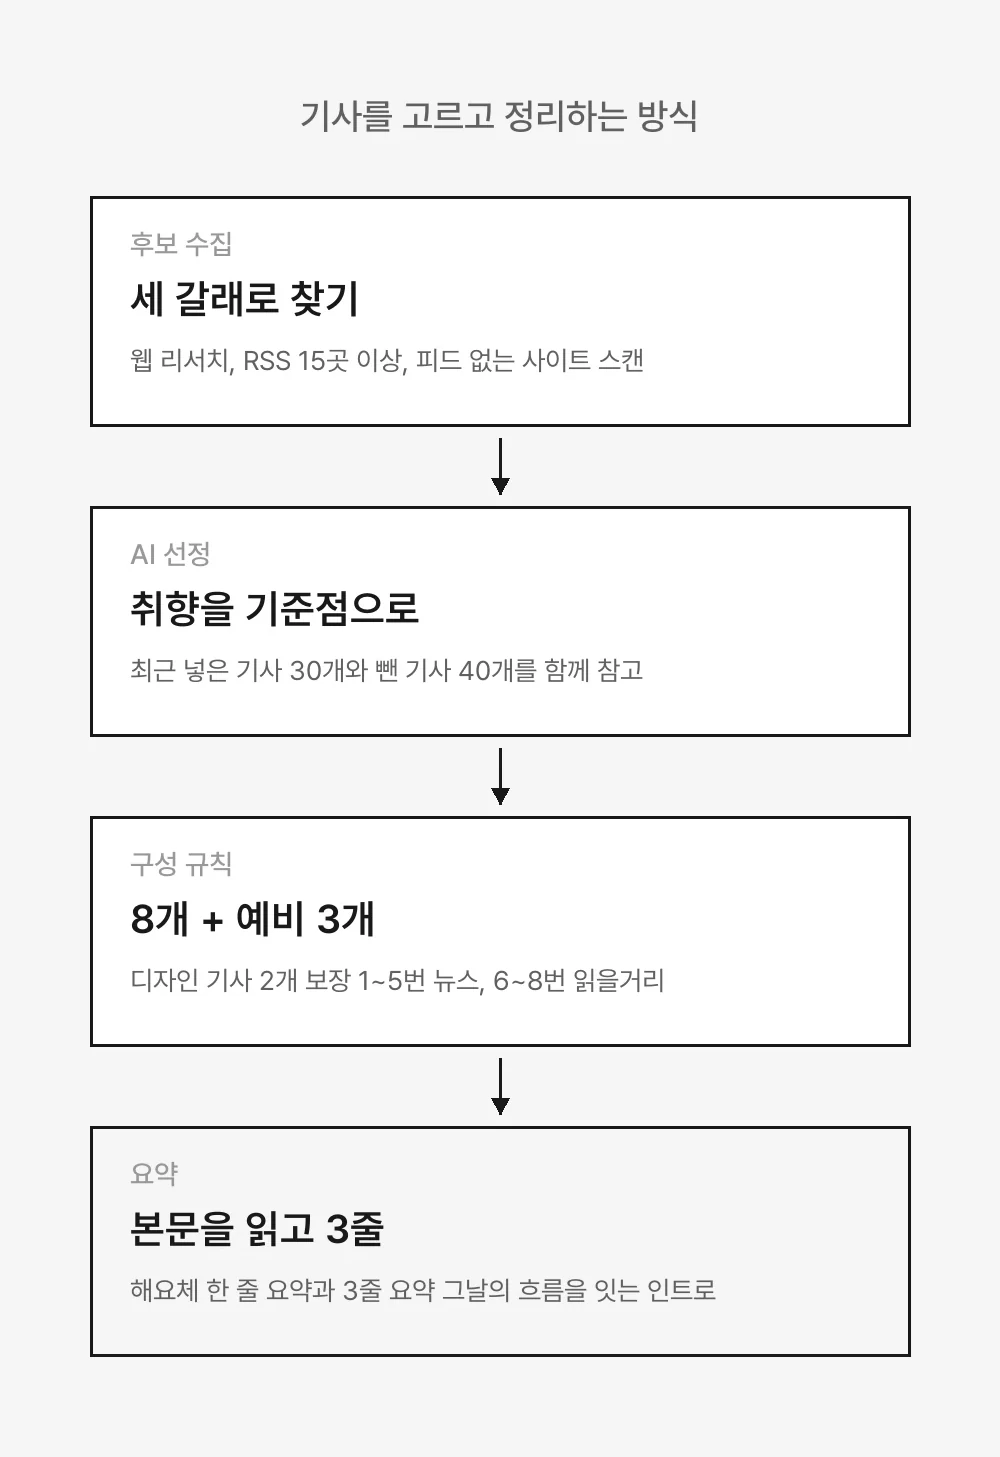 기사를 고르고 정리하는 방식
후보 수집
세 갈래로 찾기
웹 리서치, RSS 15곳 이상, 피드 없는 사이트 스캔
AI 선정
취향을 기준점으로
최근 넣은 기사 30개와 뺀 기사 40개를 함께 참고
구성 규칙
8개 + 예비 3개
디자인 기사 2개 보장 1~5번 뉴스, 6~8번 읽을거리
요약
본문을 읽고 3줄
해요체 한 줄 요약과 3줄 요약 그날의 흐름을 잇는 인트로